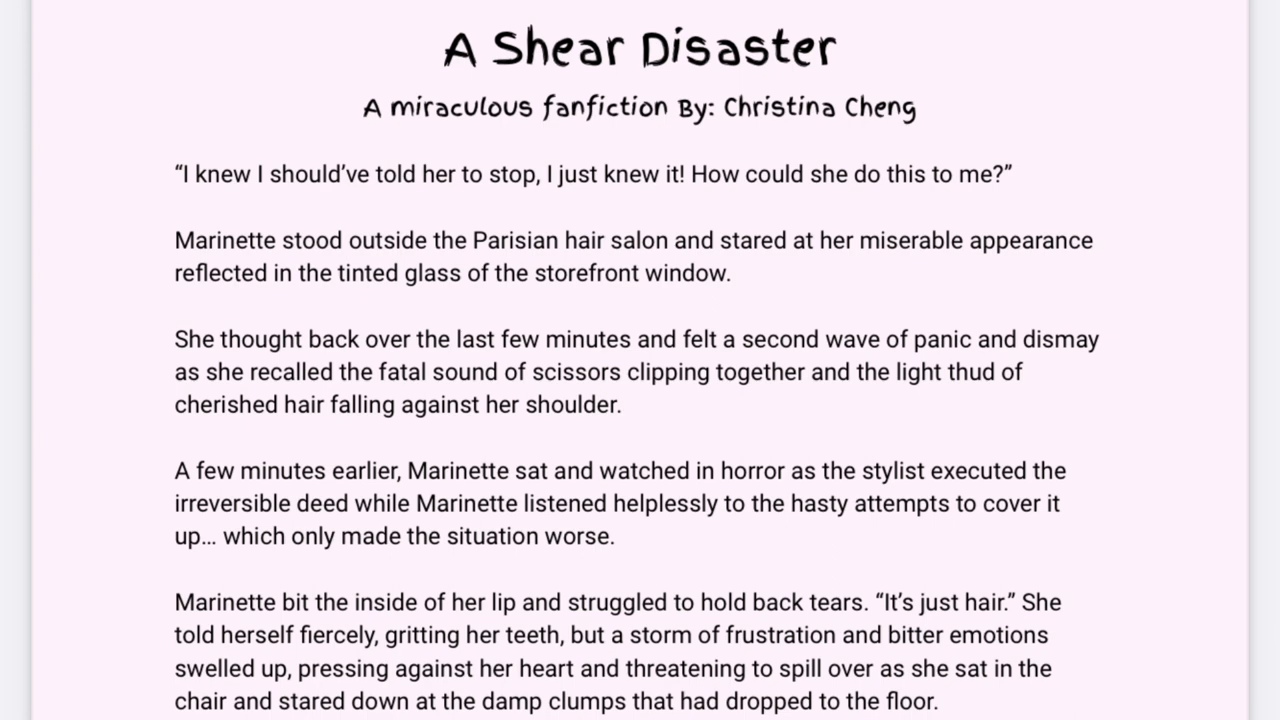 A Shear Disaster
A miraculous fanfiction By: Christina Cheng
“I knew I should’ve told her to stop, I just knew it! How could she do this to me?”
Marinette stood outside the Parisian hair salon and stared at her miserable appearance
reflected in the tinted glass of the storefront window.
She thought back over the last few minutes and felt a second wave of panic and dismay
as she recalled the fatal sound of scissors clipping together and the light thud of
cherished hair falling against her shoulder.
A few minutes earlier, Marinette sat and watched in horror as the stylist executed the
irreversible deed while Marinette listened helplessly to the hasty attempts to cover it
up… which only made the situation worse.
Marinette bit the inside of her lip and struggled to hold back tears. “It’s just hair.” She
told herself fiercely, gritting her teeth, but a storm of frustration and bitter emotions
swelled up, pressing against her heart and threatening to spill over as she sat in the
chair and stared down at the damp clumps that had dropped to the floor.